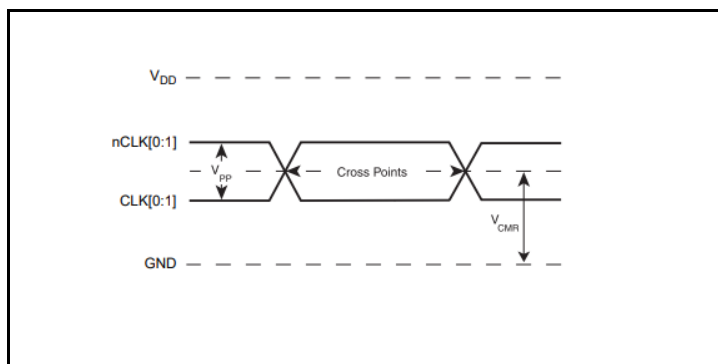 VDD
nCLK[0:1]
VPP
Cross Points
CLK[0:1]
VCMR
GND